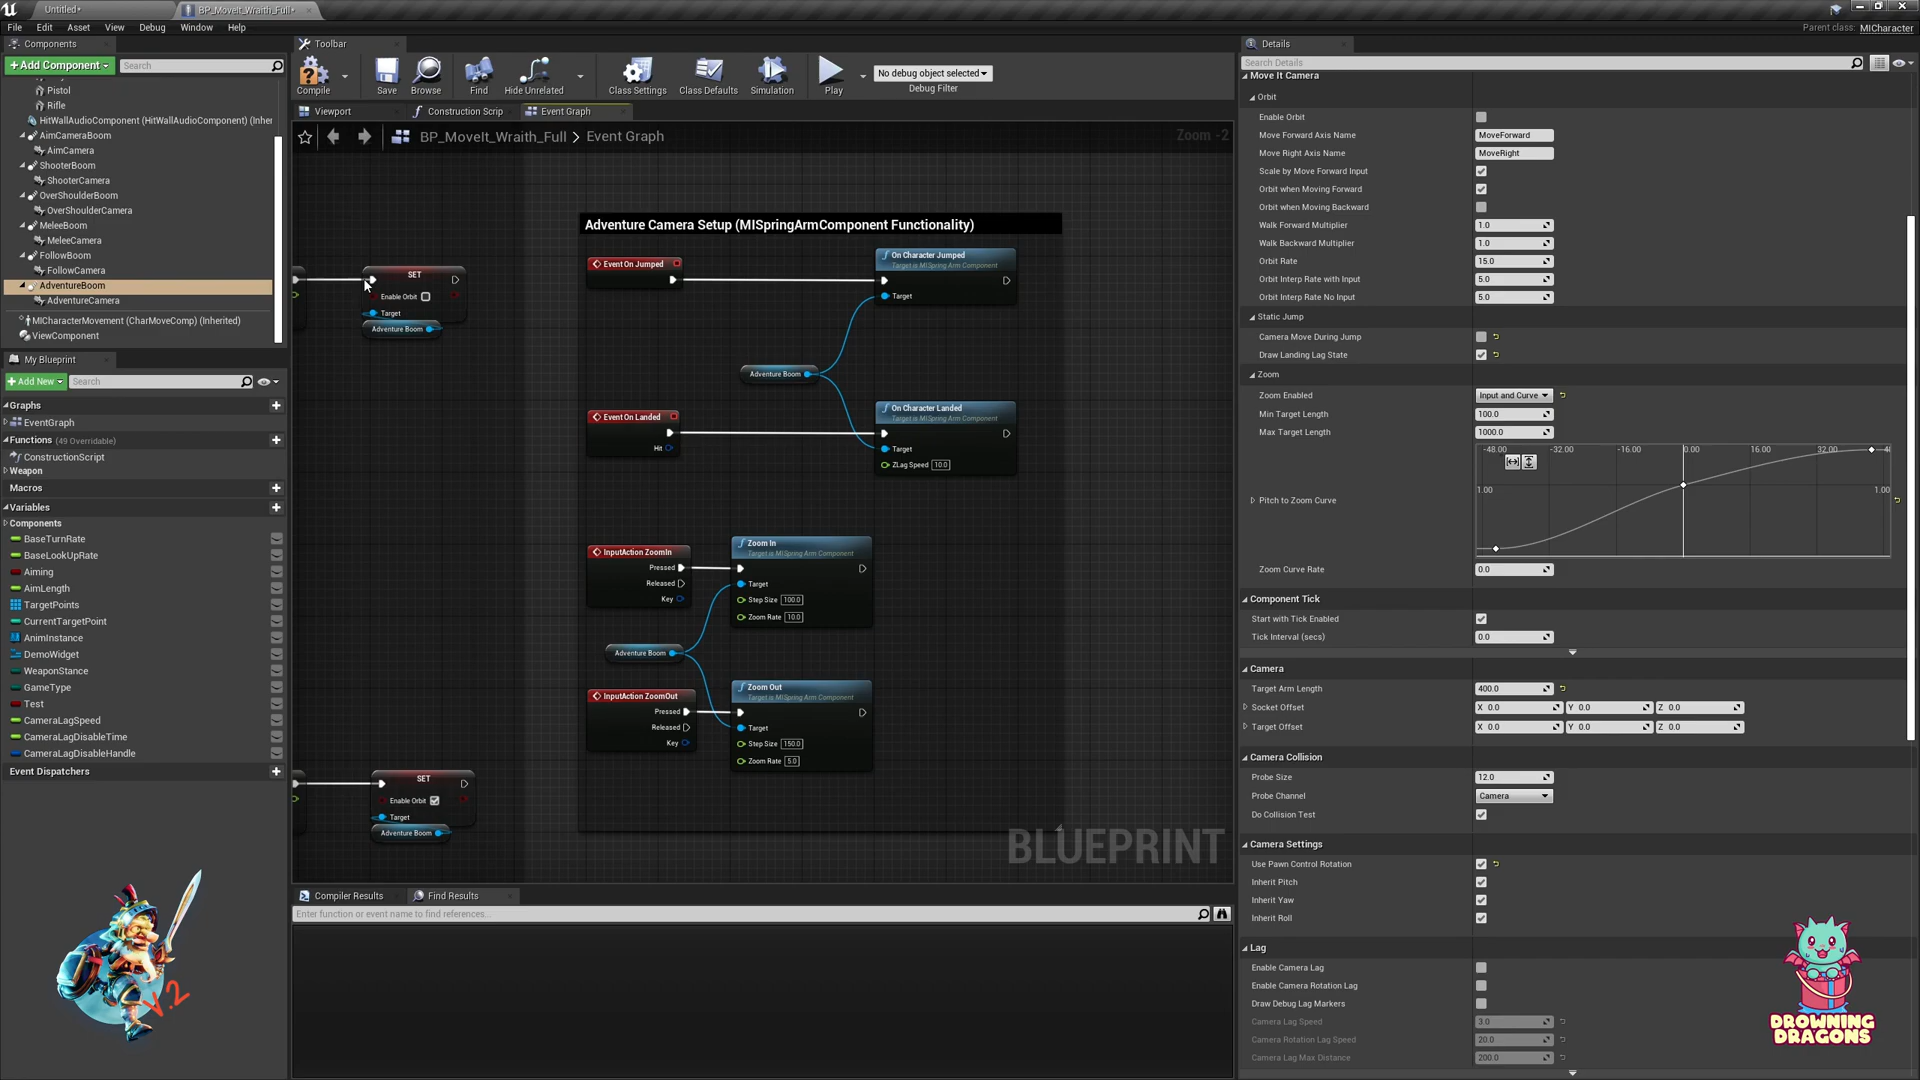 Untitled*
BP_MoveIt_Wraith_Full*
File Edit Asset View Debug Window Help
Parent class: MICharacter
Components
+Add Component
Search
Pistol
Rifle
HitWallAudioComponent (HitWallAudioComponent) (Inher
AimCameraBoom
AimCamera
ShooterBoom
ShooterCamera
OverShoulderBoom
OverShoulderCamera
MeleeBoom
MeleeCamera
FollowBoom
FollowCamera
AdventureBoom
AdventureCamera
MICharacterMovement (CharMoveComp) (Inherited)
ViewComponent
My Blueprint
+Add New
Search
Graphs
EventGraph
Functions (49 Overridable)
ConstructionScript
Weapon
Macros
Variables
Components
BaseTurnRate
BaseLookUpRate
Aiming
AimLength
TargetPoints
CurrentTargetPoint
AnimInstance
DemoWidget
WeaponStance
GameType
Test
CameraLagSpeed
CameraLagDisableTime
CameraLagDisableHandle
Event Dispatchers
V.2
Toolbar
Compile
Save
Browse
Find
Hide Unrelated
Class Settings
Class Defaults
Simulation
Play
No debug object selected
Debug Filter
Viewport
Construction Scrip
Event Graph
BP_MoveIt_Wraith_Full > Event Graph
Zoom -2
SET
Enable Orbit
Target
Adventure Boom
Adventure Camera Setup (MISpringArmComponent Functionality)
Event On Jumped
On Character Jumped
Target is MISpring Arm Component
Target
Adventure Boom
Event On Landed
Hit
On Character Landed
Target is MISpring Arm Component
Target
ZLag Speed 10.0
InputAction ZoomIn
Pressed
Released
Key
Zoom In
Target is MISpring Arm Component
Target
Step Size 100.0
Zoom Rate 10.0
Adventure Boom
InputAction ZoomOut
Pressed
Released
Key
Zoom Out
Target is MISpring Arm Component
Target
Step Size 150.0
Zoom Rate 5.0
SET
Enable Orbit
Target
Adventure Boom
BLUEPRINT
Compiler Results
Find Results
Enter function or event name to find references...
Details
Search Details
Move It Camera
Orbit
Enable Orbit
Move Forward Axis Name MoveForward
Move Right Axis Name MoveRight
Scale by Move Forward Input
Orbit when Moving Forward
Orbit when Moving Backward
Walk Forward Multiplier 1.0
Walk Backward Multiplier 1.0
Orbit Rate 15.0
Orbit Interp Rate with Input 5.0
Orbit Interp Rate No Input 5.0
Static Jump
Camera Move During Jump
Draw Landing Lag State
Zoom
Zoom Enabled Input and Curve
Min Target Length 100.0
Max Target Length 1000.0
-48.00 -32.00 -16.00 0.00 16.00 32.00
1.00 1.00
Pitch to Zoom Curve
Zoom Curve Rate 0.0
Component Tick
Start with Tick Enabled
Tick Interval (secs) 0.0
Camera
Target Arm Length 400.0
Socket Offset X 0.0 Y 0.0 Z 0.0
Target Offset X 0.0 Y 0.0 Z 0.0
Camera Collision
Probe Size 12.0
Probe Channel Camera
Do Collision Test
Camera Settings
Use Pawn Control Rotation
Inherit Pitch
Inherit Yaw
Inherit Roll
Lag
Enable Camera Lag
Enable Camera Rotation Lag
Draw Debug Lag Markers
Camera Lag Speed 3.0
Camera Rotation Lag Speed 20.0
Camera Lag Max Distance 200.0
DROWNING
DRAGONS